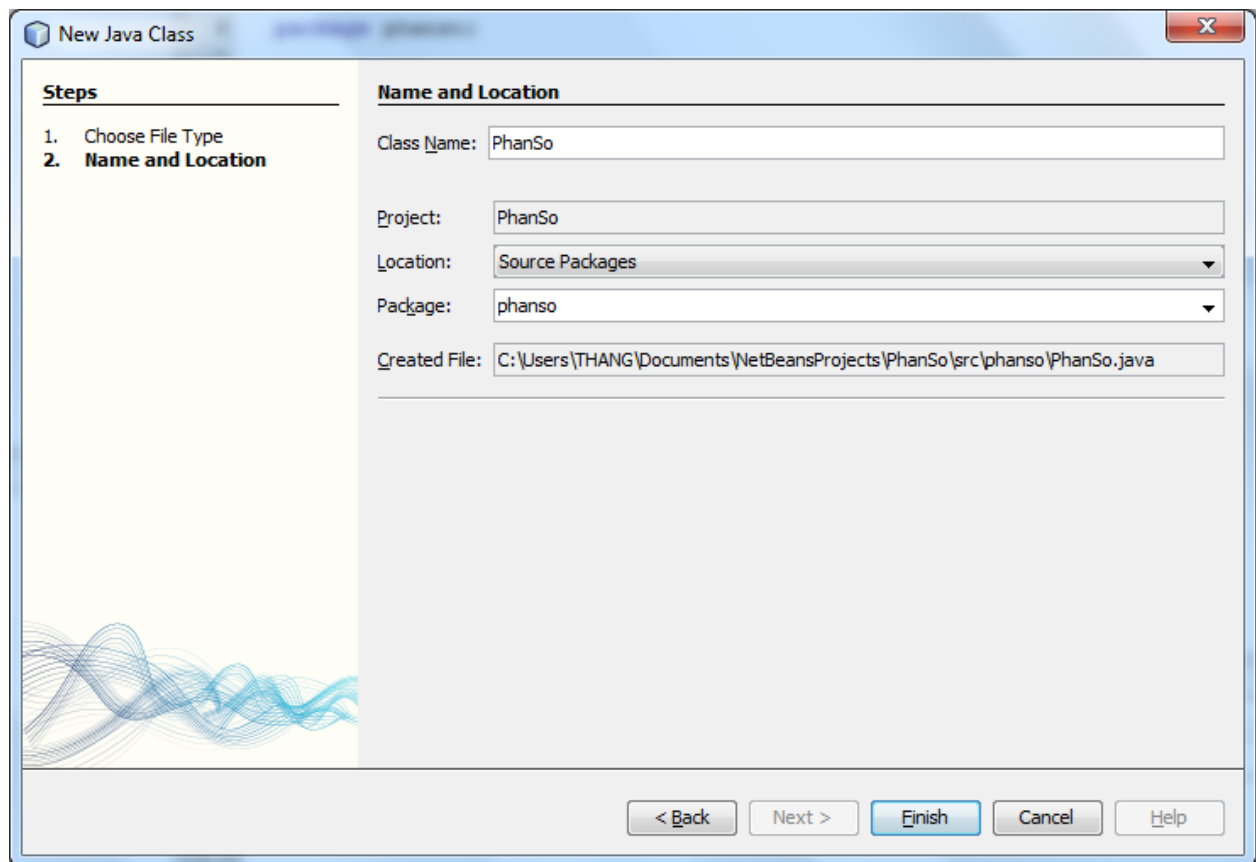 New Java Class
package phanso;
Steps
1. Choose File Type
2. Name and Location
Name and Location
Class Name: PhanSo
Project: PhanSo
Location: Source Packages
Package: phanso
Created File: C:\Users\THANG\Documents\NetBeansProjects\PhanSo\src\phanso\PhanSo.java
< Back Next > Finish Cancel Help